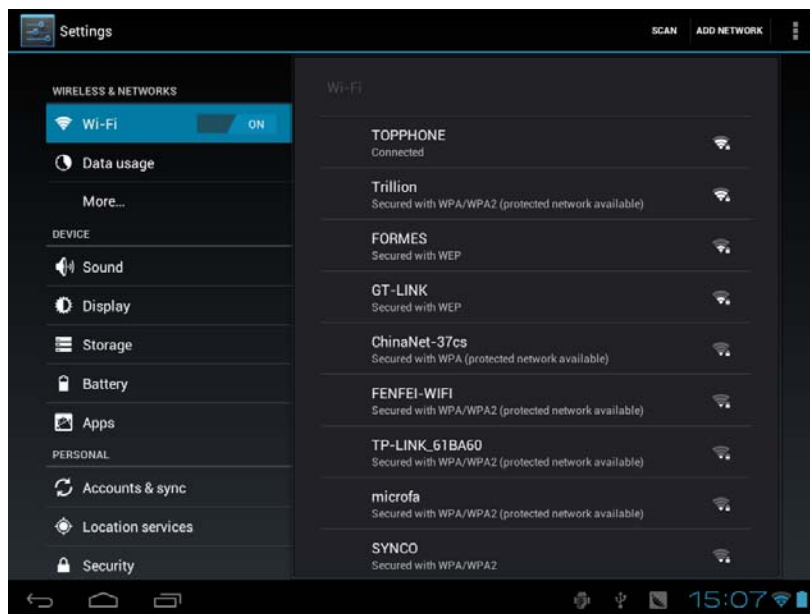 Settings
SCAN
ADD NETWORK
WIRELESS & NETWORKS
Wi-Fi
ON
Data usage
More...
DEVICE
Sound
Display
Storage
Battery
Apps
PERSONAL
Accounts & sync
Location services
Security
Wi-Fi
TOPPHONE
Connected
Trillion
Secured with WPA/WPA2 (protected network available)
FORMES
Secured with WEP
GT-LINK
Secured with WEP
ChinaNet-37cs
Secured with WPA (protected network available)
FENFEI-WIFI
Secured with WPA/WPA2 (protected network available)
TP-LINK_61BA60
Secured with WPA/WPA2 (protected network available)
microfa
Secured with WPA/WPA2 (protected network available)
SYNCO
Secured with WPA/WPA2
15:07